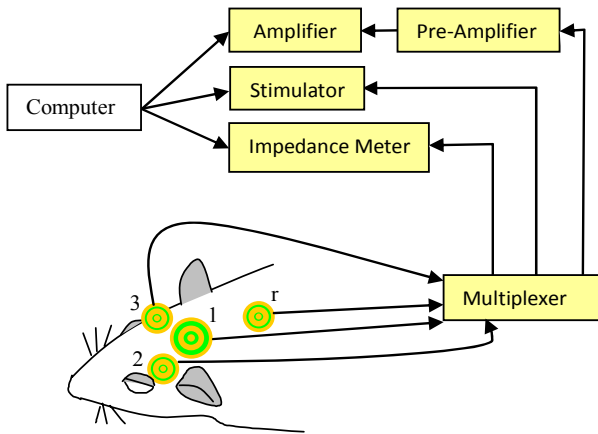 Amplifier
Pre-Amplifier
Stimulator
Computer
Impedance Meter
3
1
r
2
Multiplexer